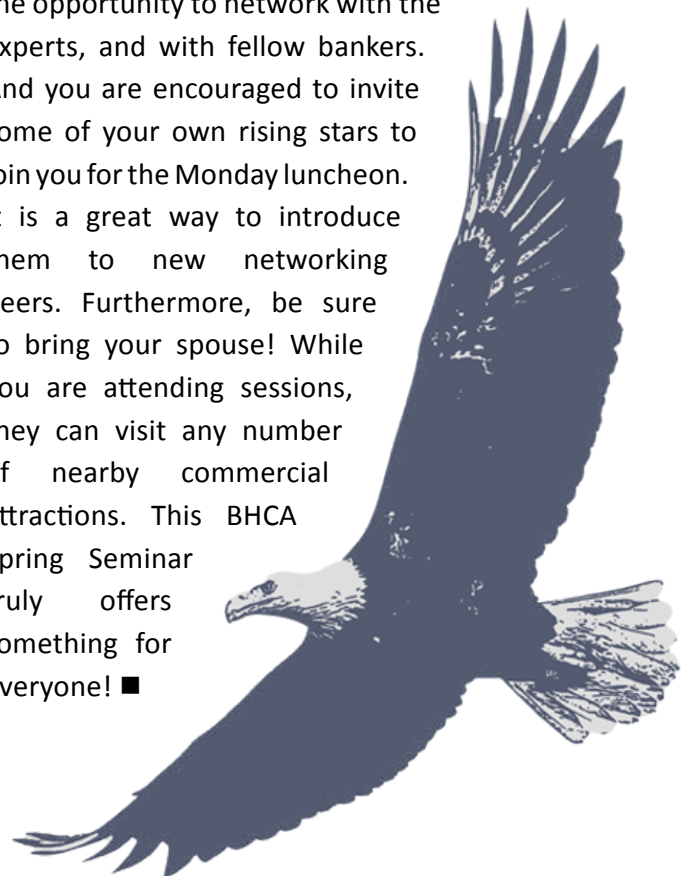 he opportunity to network with the
xperts, and with fellow bankers.
nd you are encouraged to invite
ome of your own rising stars to
oin you for the Monday luncheon.
t is a great way to introduce
hem to new networking
eers. Furthermore, be sure
o bring your spouse! While
ou are attending sessions,
hey can visit any number
f nearby commercial
ttractions. This BHCA
pring Seminar
ruly offers
omething for
veryone! ■